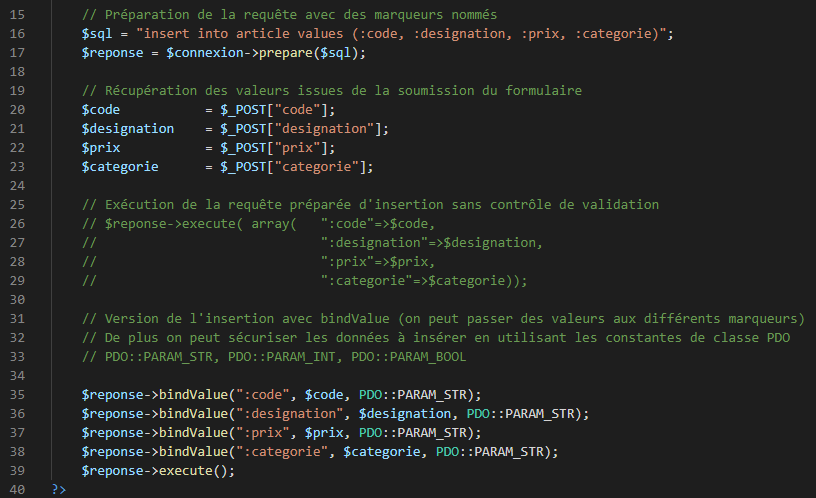 15 // Préparation de la requête avec des marqueurs nommés
16 $sql = "insert into article values (:code, :designation, :prix, :categorie)";
17 $reponse = $connexion->prepare($sql);
18
19 // Récupération des valeurs issues de la soumission du formulaire
20 $code = $_POST["code"];
21 $designation = $_POST["designation"];
22 $prix = $_POST["prix"];
23 $categorie = $_POST["categorie"];
24
25 // Exécution de la requête préparée d'insertion sans contrôle de validation
26 // $reponse->execute( array( ":code"=>$code,
27 // ":designation"=>$designation,
28 // ":prix"=>$prix,
29 // ":categorie"=>$categorie));
30
31 // Version de l'insertion avec bindValue (on peut passer des valeurs aux différents marqueurs)
32 // De plus on peut sécuriser les données à insérer en utilisant les constantes de classe PDO
33 // PDO::PARAM_STR, PDO::PARAM_INT, PDO::PARAM_BOOL
34
35 $reponse->bindValue(":code", $code, PDO::PARAM_STR);
36 $reponse->bindValue(":designation", $designation, PDO::PARAM_STR);
37 $reponse->bindValue(":prix", $prix, PDO::PARAM_STR);
38 $reponse->bindValue(":categorie", $categorie, PDO::PARAM_STR);
39 $reponse->execute();
40 ?>